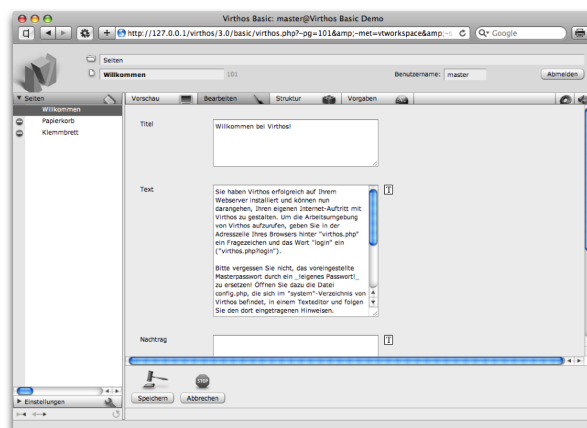 Virthos Basic: master@Virthos Basic Demo
http://127.0.0.1/virthos/3.0/basic/virthos.php?-pg=101&amp;-met=vtworkspace&amp;-s
Google
Seiten
Willkommen 101 Benutzername: master Abmelden
Seiten Vorschau Bearbeiten Struktur Vorgaben
Willkommen
Papierkorb
Klemmbrett
Titel
Willkommen bei Virthos!
Text
Sie haben Virthos erfolgreich auf Ihrem
Webserver installiert und können nun
darangehen, Ihren eigenen Internet-Auftritt mit
Virthos zu gestalten. Um die Arbeitsumgebung
von Virthos aufzurufen, geben Sie in der
Adresszeile Ihres Browsers hinter "virthos.php"
ein Fragezeichen und das Wort "login" ein
("virthos.php?login").
Bitte vergessen Sie nicht, das voreingestellte
Masterpasswort durch ein _!eigenes Passwort!_
zu ersetzen! Öffnen Sie dazu die Datei
config.php, die sich im "system"-Verzeichnis von
Virthos befindet, in einem Texteditor und folgen
Sie den dort eingetragenen Hinweisen.
T
Nachtrag
T
STOP
Speichern Abbrechen
Einstellungen